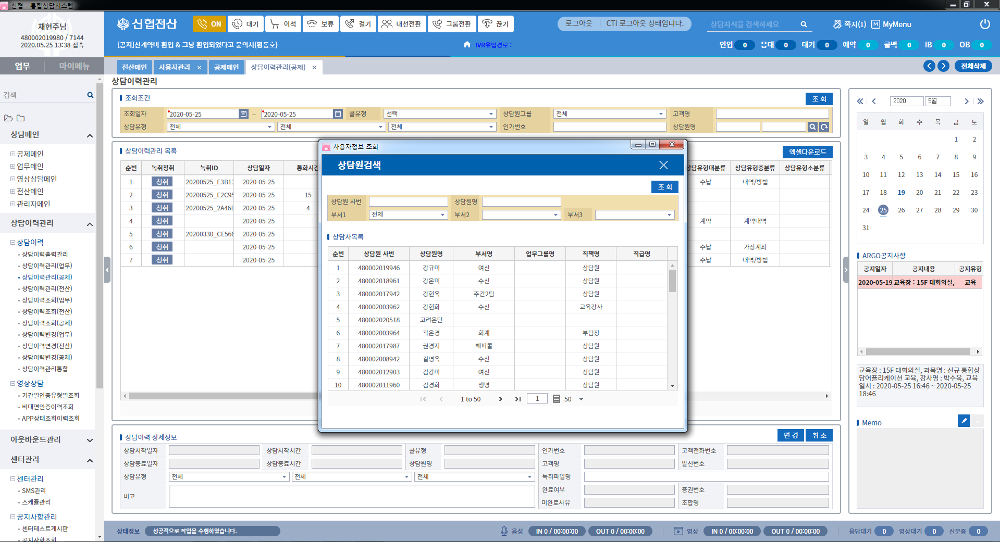 신협 - 통합상담시스템
채현주님
480002019980 / 7144
2020.05.25 13:38 접속
신협전산
ON 대기 이석 보류 걸기 내선전환 그룹전환 끊기
로그아웃 | CTI 로그아웃 상태입니다.
상담지식을 검색하세요
쪽지(1) M MyMenu
[공지]신계약비 환입 & 그냥 환입되었다고 문의시(황동호)
IVR유입경로 :
인입 0 응대 0 대기 0 예약 0 콜백 0 IB 0 OB 0
업무 마이메뉴
전산메인 사용자관리 × 공제메인 상담이력관리(공제) ×
전체삭제
검색
상담메인
공제메인
업무메인
영상상담메인
전산메인
관리자메인
상담이력관리
상담이력
상담이력출력관리
상담이력관리(업무)
상담이력관리(공제)
상담이력관리(전산)
상담이력조회(업무)
상담이력조회(전산)
상담이력조회(공제)
상담이력변경(업무)
상담이력변경(전산)
상담이력변경(공제)
상담이력관리통합
영상상담
기간벌인증유형벌조회
비대면인증이력조회
APP상태조회이력조회
아웃바운드관리
센터관리
센터관리
SMS관리
스케쥴관리
공지사항관리
센터테스트게시판
공지사항조회
상담이력관리
조회조건
조 회
조회일자 2020-05-25 ~ 2020-05-25 콜유형 선택 상담원그룹 전체 고객명
상담유형 전체 전체 전체 인가번호 상담원명
상담이력관리 목록
엑셀다운로드
순번 녹취청취 녹취ID 상담일자 통화시간 상담유형대분류 상담유형중분류 상담유형소분류
1 청취 20200525_E3B13 2020-05-25 수납 내역/방법
2 청취 20200525_E2C95 2020-05-25 15
3 청취 20200525_2A46E 2020-05-25 4
4 청취 2020-05-25 계약 계약내역
5 청취 20200330_CE566 2020-05-25
6 청취 2020-05-25 수납 가상계좌
7 청취 2020-05-25 수납 내역/방법
사용자정보 조회
상담원검색
조 회
상담원 사번 상담원명
부서1 전체 부서2 부서3
상담사목록
순번 상담원 사번 상담원명 부서명 업무그룹명 직책명 직급명
1 480002019946 강규미 여신 상담원
2 480002018961 강은미 수신 상담원
3 480002017942 강현욱 주간2팀 상담원
4 480002003962 강현화 수신 교육강사
5 480002020518 고려은단
6 480002003964 곽은경 회계 부팀장
7 480002017987 권경지 해피콜 상담원
8 480002008942 길영옥 수신 상담원
9 480002012903 김강미 여신 상담원
10 480002011960 김경화 생명 상담원
1 to 50 1 50
상담이력 상세정보
변 경 취 소
상담시작일자 상담시작시간 콜유형 인가번호 고객전화번호
상담종료일자 상담종료시간 상담원명 고객명 발신번호
상담유형 전체 전체 전체 녹취파일명
비고 완료여부 증권번호
미완료사유 조합명
2020 5월
일 월 화 수 목 금 토
1 2
3 4 5 6 7 8 9
10 11 12 13 14 15 16
17 18 19 20 21 22 23
24 25 26 27 28 29 30
31
ARGO공지사항
공지일자 공지내용 공지유형
2020-05-19 교육장 : 15F 대회의실, 교육
교육장 : 15F 대회의실, 과목명 : 신규 통합상
담어플리케이션 교육, 강사명 : 박수옥, 교육
일시 : 2020-05-25 16:46 ~ 2020-05-25
18:46
Memo
상태정보 성공적으로 작업을 수행하였습니다.
음성 IN 0 / 00:00:00 OUT 0 / 00:00:00 영상 IN 0 / 00:00:00 OUT 0 / 00:00:00 응답대기 0 영상대기 0 신분증 0